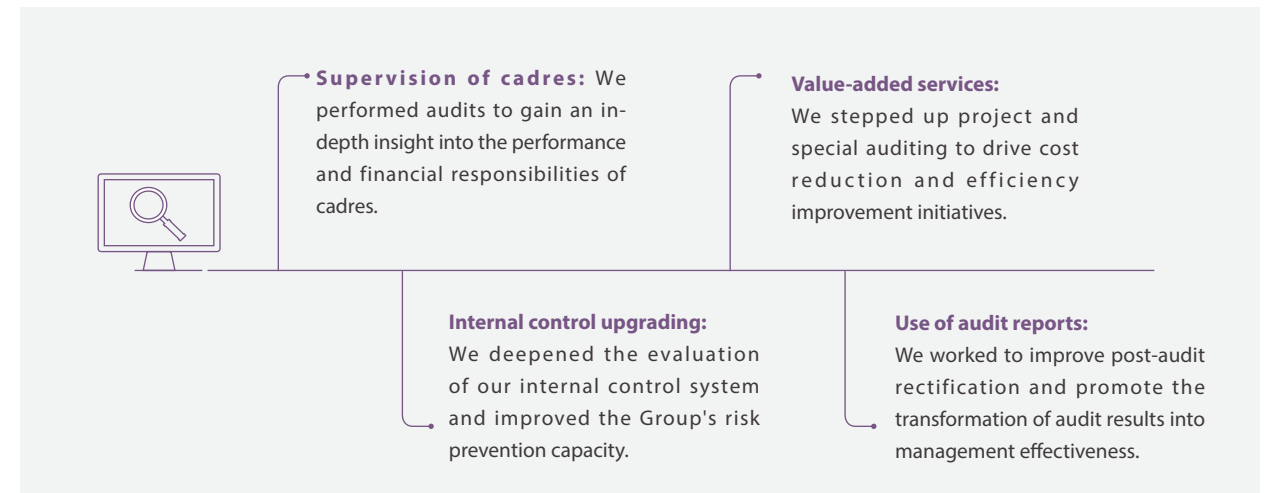 Supervision of cadres: We
performed audits to gain an in-
depth insight into the performance
and financial responsibilities of
cadres.
Internal control upgrading:
We deepened the evaluation
of our internal control system
and improved the Group's risk
prevention capacity.
Value-added services:
We stepped up project and
special auditing to drive cost
reduction and efficiency
improvement initiatives.
Use of audit reports:
We worked to improve post-audit
rectification and promote the
transformation of audit results into
management effectiveness.